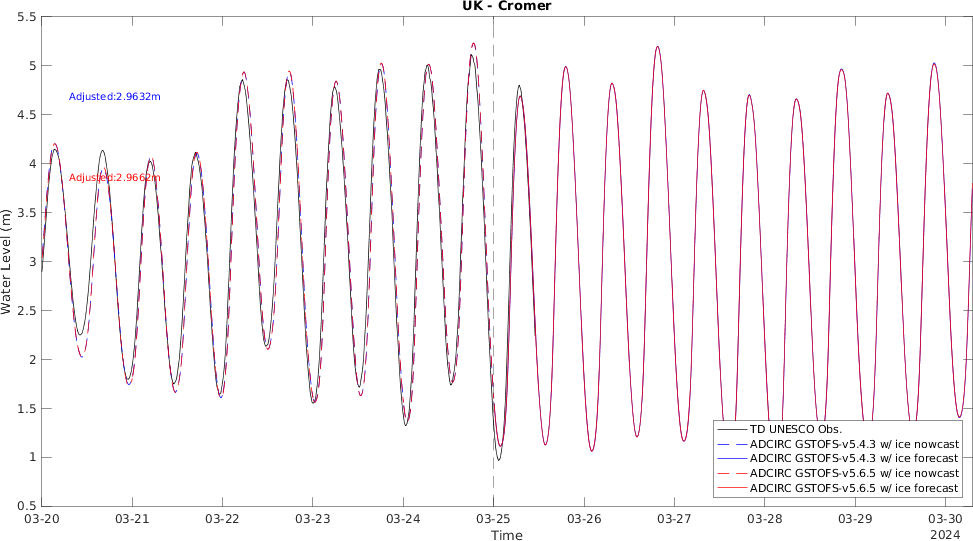 UK - Cromer
5.5
5
4.5
4
3.5
3
2.5
2
1.5
1
0.5
Water Level (m)
Adjusted:2.9632m
Adjusted:2.9662m
TD UNESCO Obs.
ADCIRC GSTOFS-v5.4.3 w/ ice nowcast
ADCIRC GSTOFS-v5.4.3 w/ ice forecast
ADCIRC GSTOFS-v5.6.5 w/ ice nowcast
ADCIRC GSTOFS-v5.6.5 w/ ice forecast
03-20 03-21 03-22 03-23 03-24 03-25 03-26 03-27 03-28 03-29 03-30
Time
2024